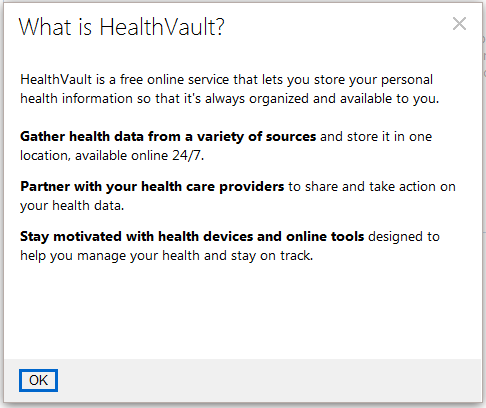 What is HealthVault?
HealthVault is a free online service that lets you store your personal
health information so that it's always organized and available to you.
Gather health data from a variety of sources and store it in one
location, available online 24/7.
Partner with your health care providers to share and take action on
your health data.
Stay motivated with health devices and online tools designed to
help you manage your health and stay on track.
OK